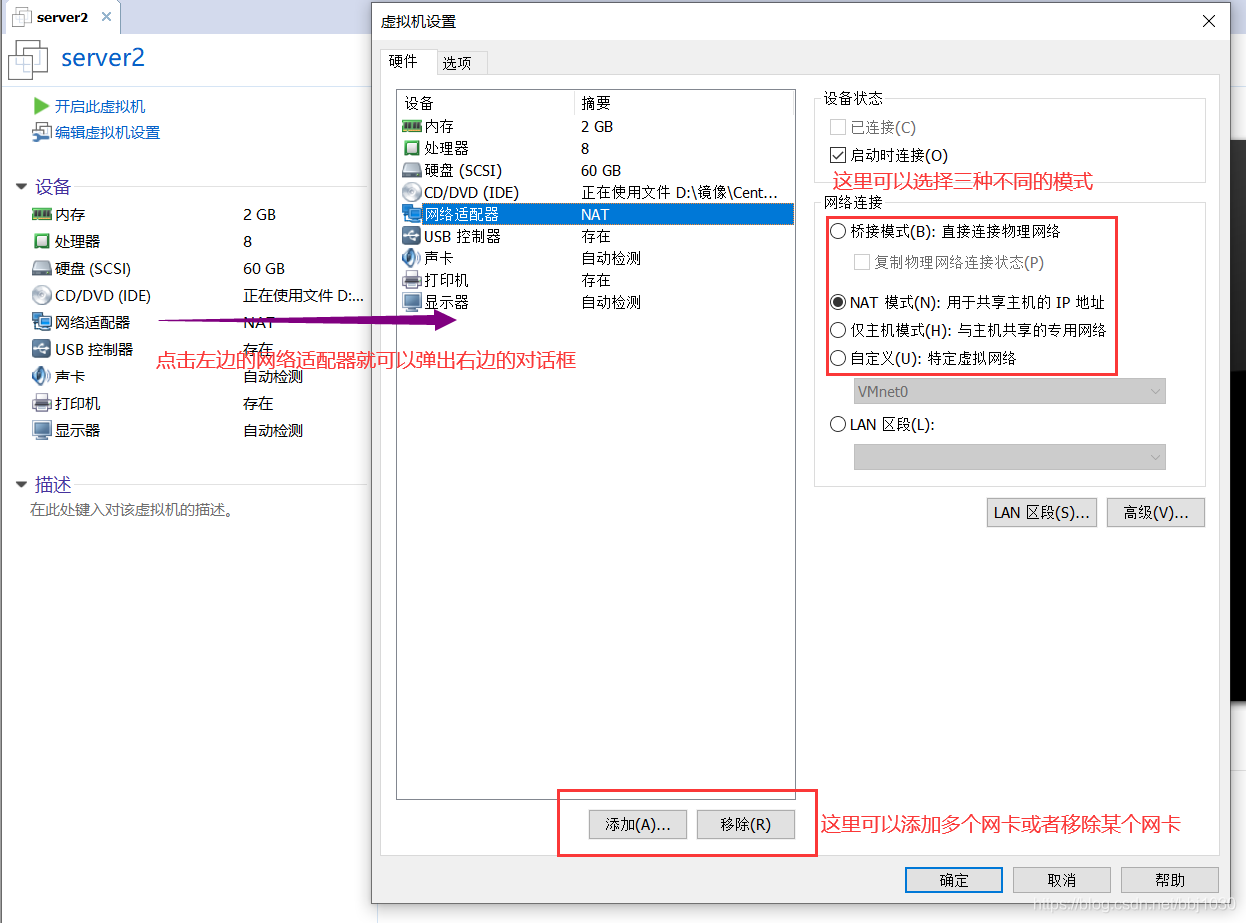 server2
server2
开启此虚拟机
编辑虚拟机设置
设备
内存 2 GB
处理器 8
硬盘 (SCSI) 60 GB
CD/DVD (IDE) 正在使用文件 D:...
网络适配器 NAT
USB 控制器 存在
声卡 自动检测
打印机 存在
显示器 自动检测
点击左边的网络适配器就可以弹出右边的对话框
描述
在此处键入对该虚拟机的描述。
虚拟机设置
硬件 选项
设备 摘要
内存 2 GB
处理器 8
硬盘 (SCSI) 60 GB
CD/DVD (IDE) 正在使用文件 D:\镜像\Cent...
网络适配器 NAT
USB 控制器 存在
声卡 自动检测
打印机 存在
显示器 自动检测
添加(A)... 移除(R)
这里可以添加多个网卡或者移除某个网卡
设备状态
已连接(C)
启动时连接(O)
这里可以选择三种不同的模式
网络连接
桥接模式(B): 直接连接物理网络
复制物理网络连接状态(P)
NAT 模式(N): 用于共享主机的 IP 地址
仅主机模式(H): 与主机共享的专用网络
自定义(U): 特定虚拟网络
VMnet0
LAN 区段(L):
LAN 区段(S)... 高级(V)...
确定 取消 帮助
https://blog.csdn.net/bbj1030